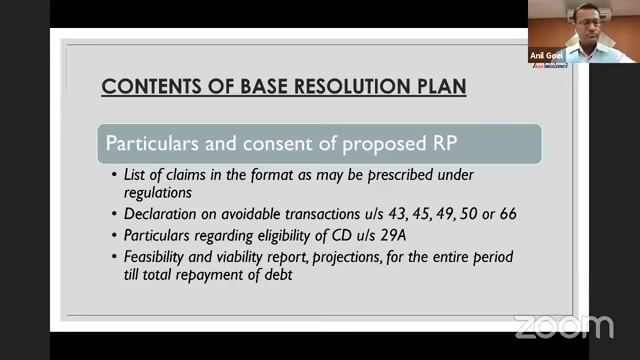 Anil Goel
AAA INSOLVENCY
CONTENTS OF BASE RESOLUTION PLAN
Particulars and consent of proposed RP
• List of claims in the format as may be prescribed under
regulations
• Declaration on avoidable transactions u/s 43, 45, 49, 50 or 66
• Particulars regarding eligibility of CD u/s 29A
• Feasibility and viability report, projections, for the entire period
till total repayment of debt
zoom